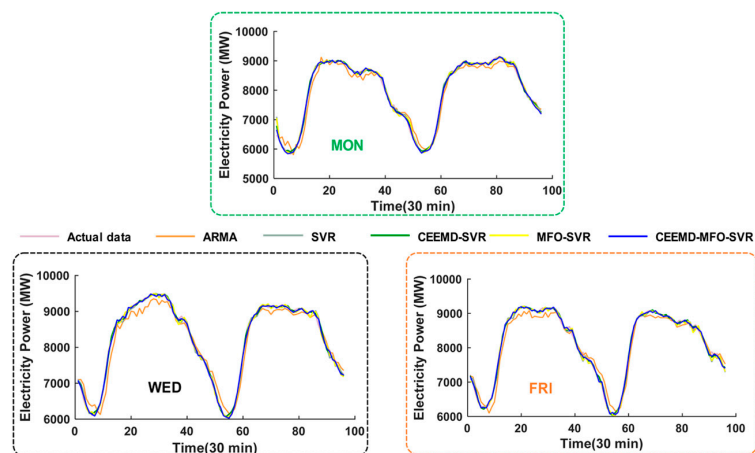 Electricity Power (MW)
10000
9000
8000
7000
6000
5000
MON
0 20 40 60 80 100
Time(30 min)
Actual data ARMA SVR CEEMD-SVR MFO-SVR CEEMD-MFO-SVR
Electricity Power (MW)
10000
9000
8000
7000
6000
WED
0 20 40 60 80 100
Time(30 min)
Electricity Power (MW)
10000
9000
8000
7000
6000
FRI
0 20 40 60 80 100
Time(30 min)